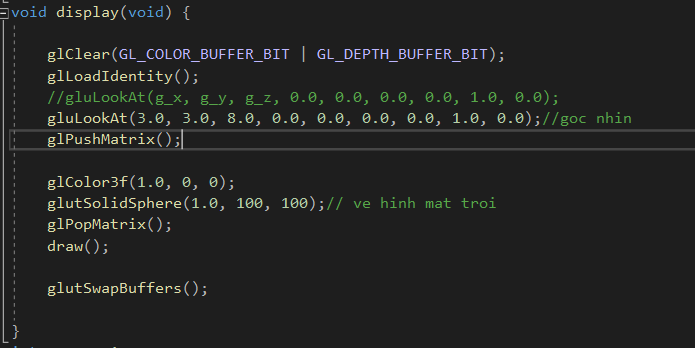 void display(void) {
glClear(GL_COLOR_BUFFER_BIT | GL_DEPTH_BUFFER_BIT);
glLoadIdentity();
//gluLookAt(g_x, g_y, g_z, 0.0, 0.0, 0.0, 0.0, 1.0, 0.0);
gluLookAt(3.0, 3.0, 8.0, 0.0, 0.0, 0.0, 0.0, 1.0, 0.0);//goc nhin
glPushMatrix();
glColor3f(1.0, 0, 0);
glutSolidSphere(1.0, 100, 100);// ve hinh mat troi
glPopMatrix();
draw();
glutSwapBuffers();
}